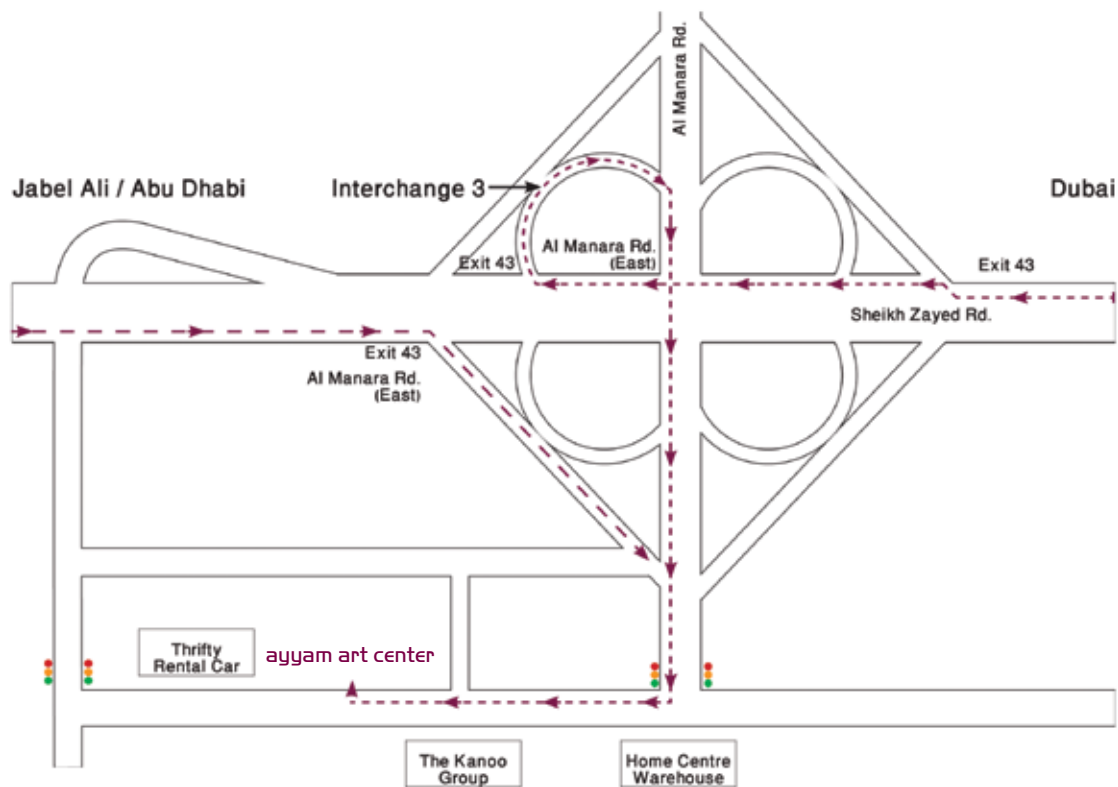 Al Manara Rd.
Jabel Ali / Abu Dhabi
Interchange 3
Dubai
Al Manara Rd.
(East)
Exit 43
Exit 43
Sheikh Zayed Rd.
Exit 43
Al Manara Rd.
(East)
Thrifty
Rental Car
ayyam art center
The Kanoo
Group
Home Centre
Warehouse